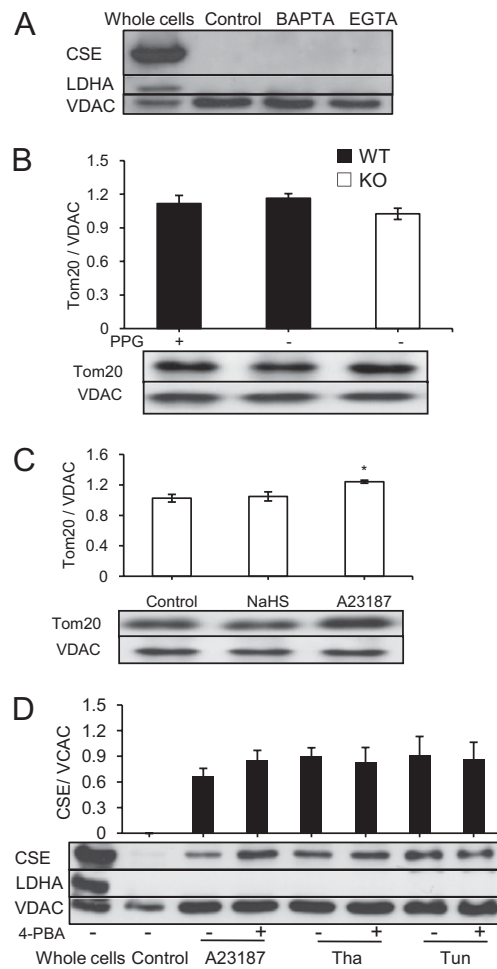 A
Whole cells Control BAPTA EGTA
CSE
LDHA
VDAC
B
1.5
1.2
0.9
0.6
0.3
0
Tom20 / VDAC
WT
KO
PPG + - -
Tom20
VDAC
C
1.6
1.2
0.8
0.4
0
Tom20 / VDAC
*
Control NaHS A23187
Tom20
VDAC
D
1.5
1.2
0.9
0.6
0.3
0
CSE/ VCAC
CSE
LDHA
VDAC
4-PBA - - - + - + - +
Whole cells Control A23187 Tha Tun